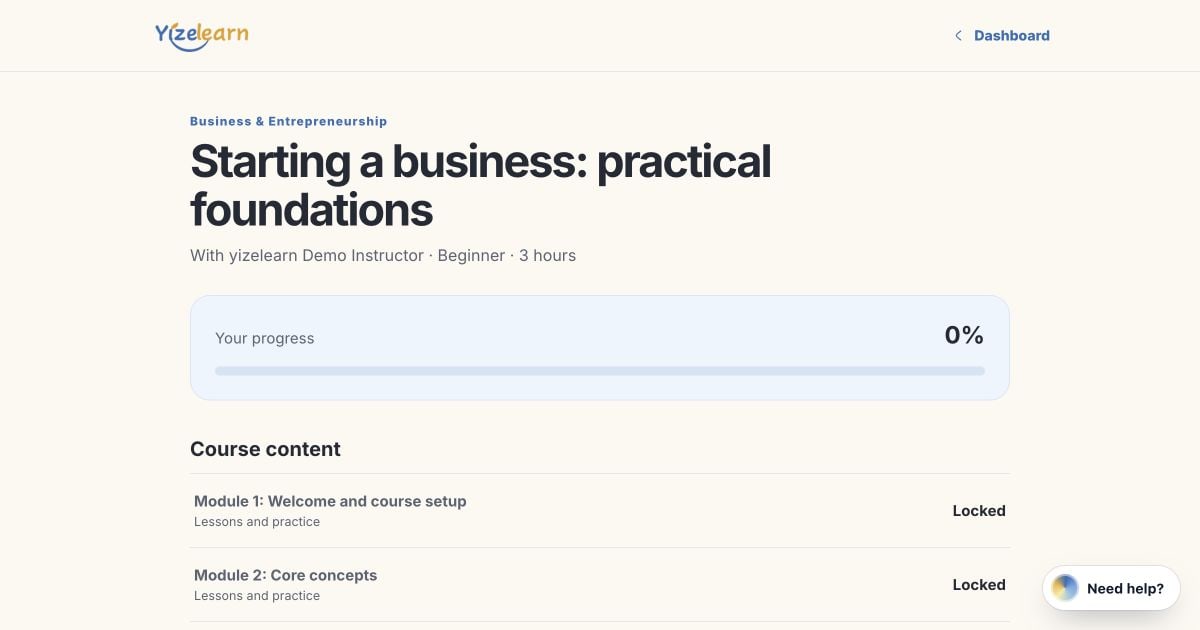 Yizelearn
Dashboard
Business & Entrepreneurship
Starting a business: practical
foundations
With yizelearn Demo Instructor · Beginner · 3 hours
Your progress
0%
Course content
Module 1: Welcome and course setup
Lessons and practice
Locked
Module 2: Core concepts
Lessons and practice
Locked
Need help?